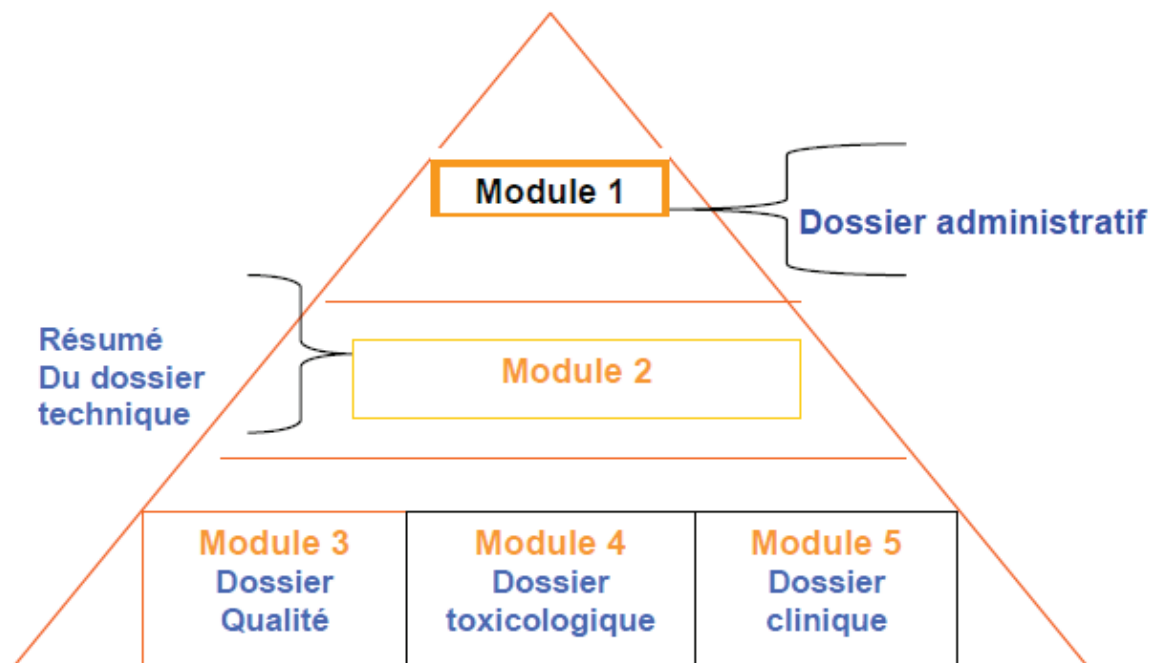 Module 1
Dossier administratif
Résumé
Du dossier
technique
Module 2
Module 3
Dossier
Qualité
Module 4
Dossier
toxicologique
Module 5
Dossier
clinique